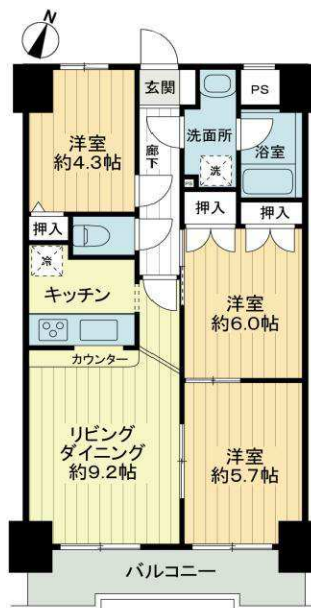 N
玄関
PS
洋室
約4.3帖
廊下
洗面所
浴室
洗
PS
押入
押入
押入
冷
キッチン
洋室
約6.0帖
カウンター
リビング
ダイニング
約9.2帖
洋室
約5.7帖
バルコニー